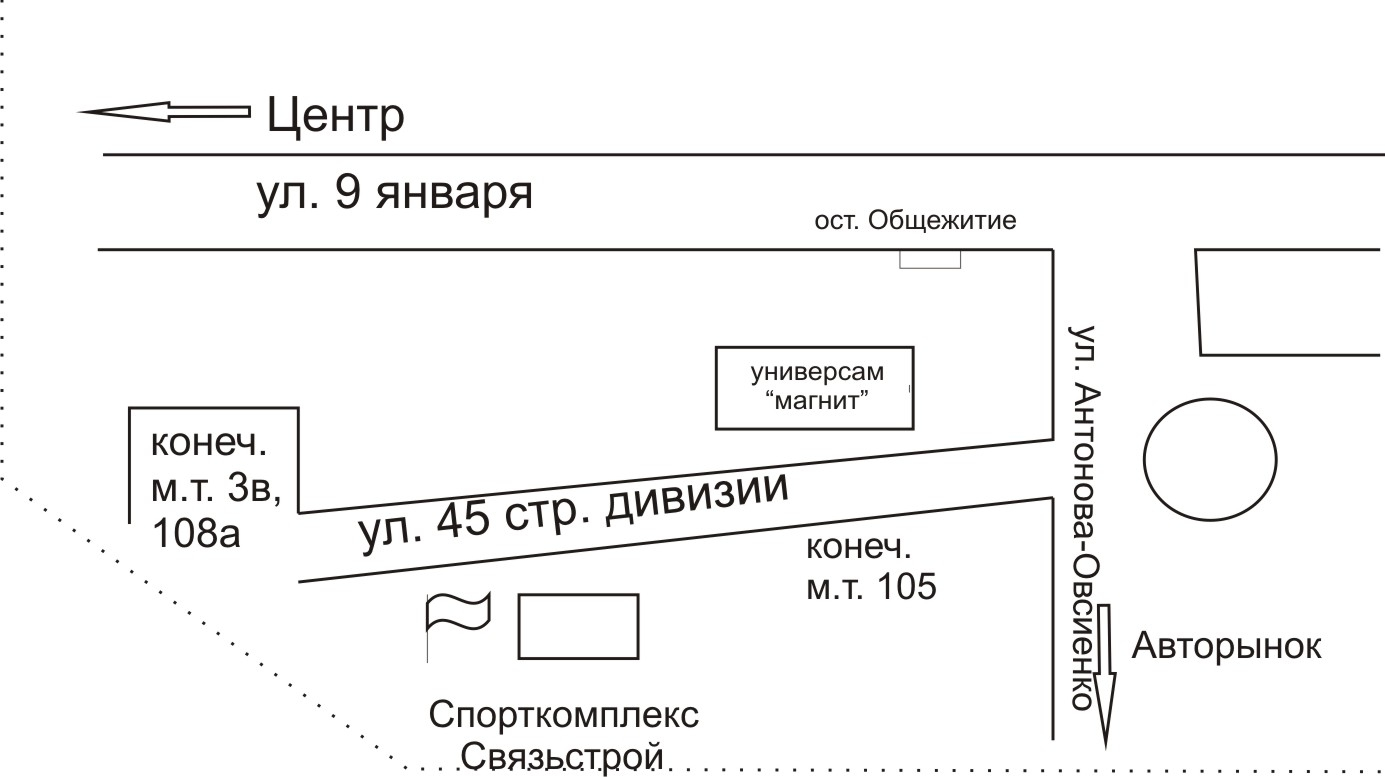 Центр
ул. 9 января
ост. Общежитие
универсам
“магнит”
ул. Антонова-Овсиенко
конеч.
м.т. 3в,
108а
ул. 45 стр. дивизии
конеч.
м.т. 105
Авторынок
Спорткомплекс
Связьстрой